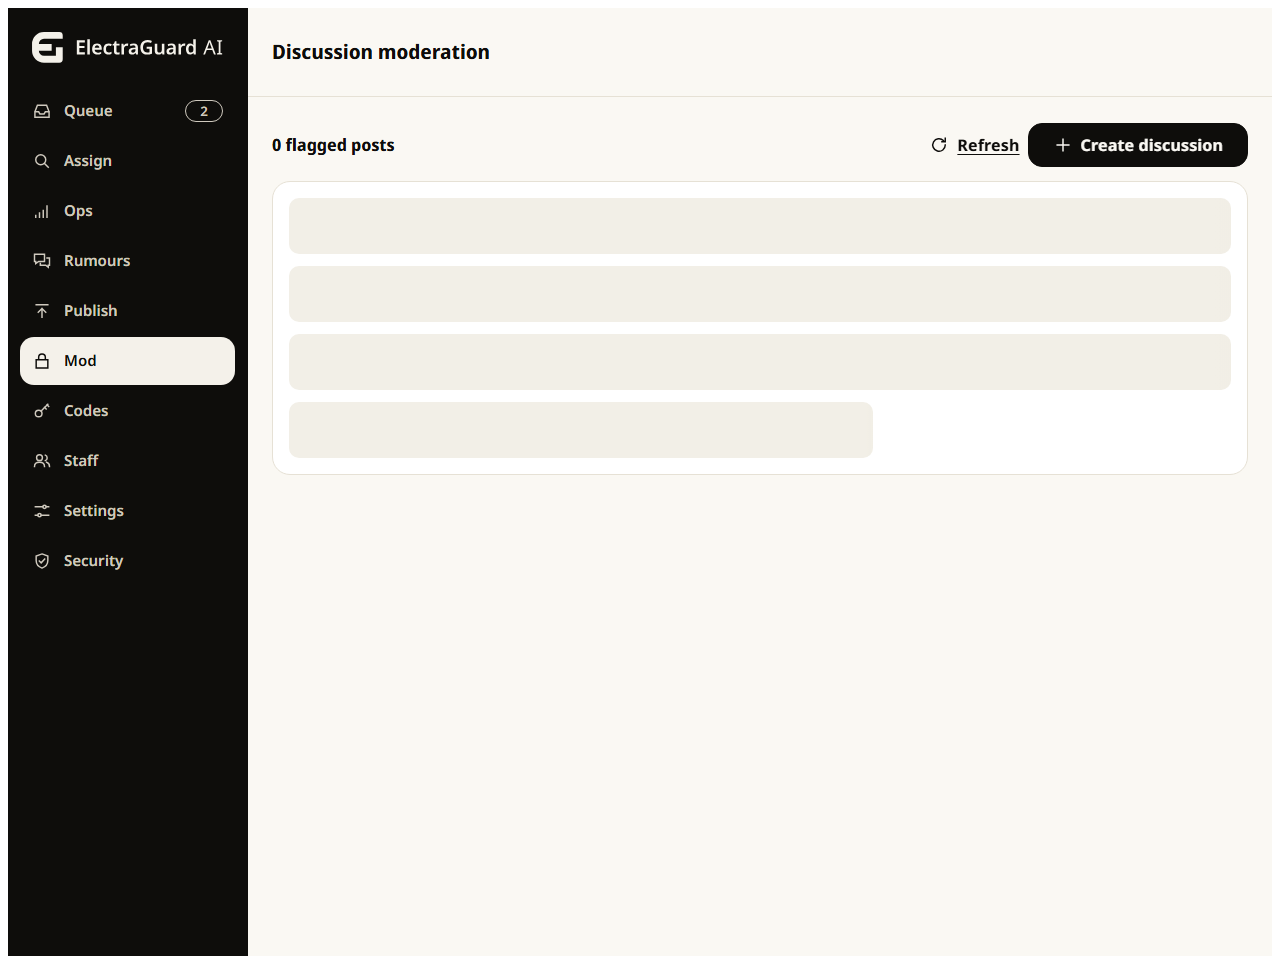 ElectraGuard AI
Queue 2
Assign
Ops
Rumours
Publish
Mod
Codes
Staff
Settings
Security
Discussion moderation
0 flagged posts
Refresh
Create discussion